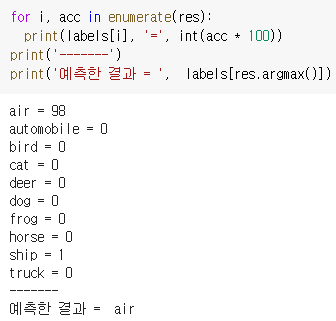 for i, acc in enumerate(res):
  print(labels[i], '=', int(acc * 100))
print('-------')
print('예측한 결과 = ',  labels[res.argmax()])
air = 98
automobile = 0
bird = 0
cat = 0
deer = 0
dog = 0
frog = 0
horse = 0
ship = 1
truck = 0
-------
예측한 결과 =  air